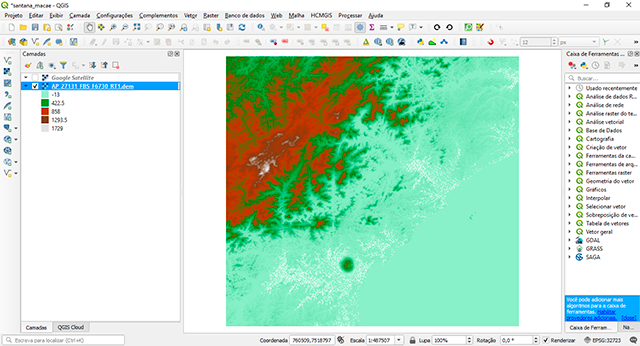 *santana_macae - QGIS
Projeto Editar Exibir Camada Configurações Complementos Vetor Raster Banco de dados Web Malha HCMGIS Processar Ajuda
12 px
Camadas
Google Satellite
AP_27131_FBS_F6730_RT1.dem
-13
422.5
858
1293.5
1729
Caixa de Ferramentas
Buscar...
Usado recentemente
Análise de dados R
Análise de rede
Análise raster do te
Análise vetorial
Base de Dados
Cartografia
Criação de vetor
Ferramentas da ca
Ferramentas de arq
Ferramentas raster
Geometria do vetor
Gráficos
Interpolar
Selecionar vetor
Sobreposição de ve
Tabela de vetores
Vetor geral
GDAL
GRASS
SAGA
Você pode adicionar mais
algoritmos para a caixa de
ferramentas, habilitar
provedores adicionais. [close]
Camadas QGIS Cloud
Caixa de Ferram... Na...
Escreva para localizar (Ctrl+K)
Coordenada 760509,7518797 Escala 1:487507 Lupa 100% Rotação 0,0 ° Renderizar EPSG:32723